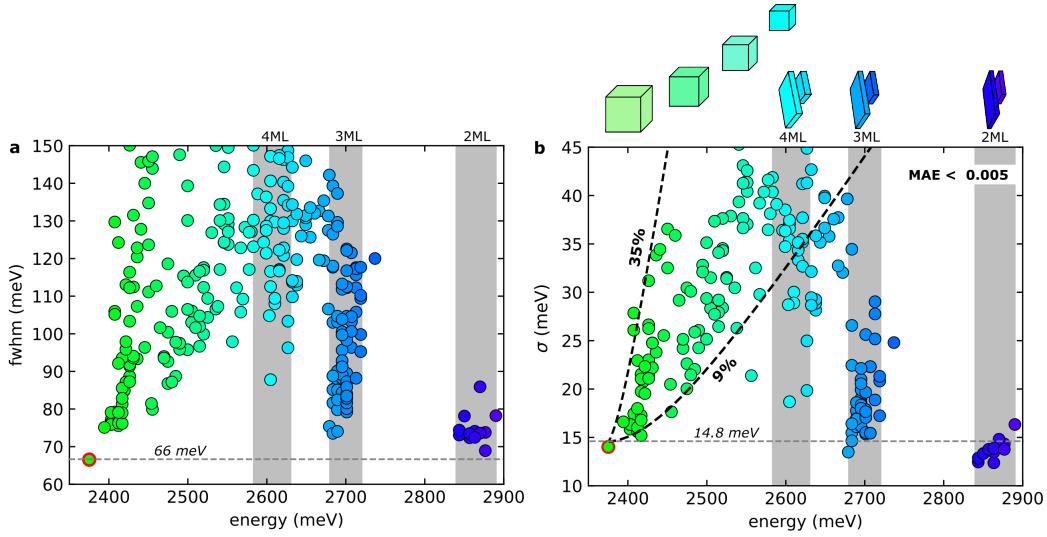 a
4ML
3ML
2ML
fwhm (meV)
150
140
130
120
110
100
90
80
70
60
66 meV
2400
2500
2600
2700
2800
2900
energy (meV)
b
4ML
3ML
2ML
MAE < 0.005
σ (meV)
45
40
35
30
25
20
15
10
35%
9%
14.8 meV
2400
2500
2600
2700
2800
2900
energy (meV)